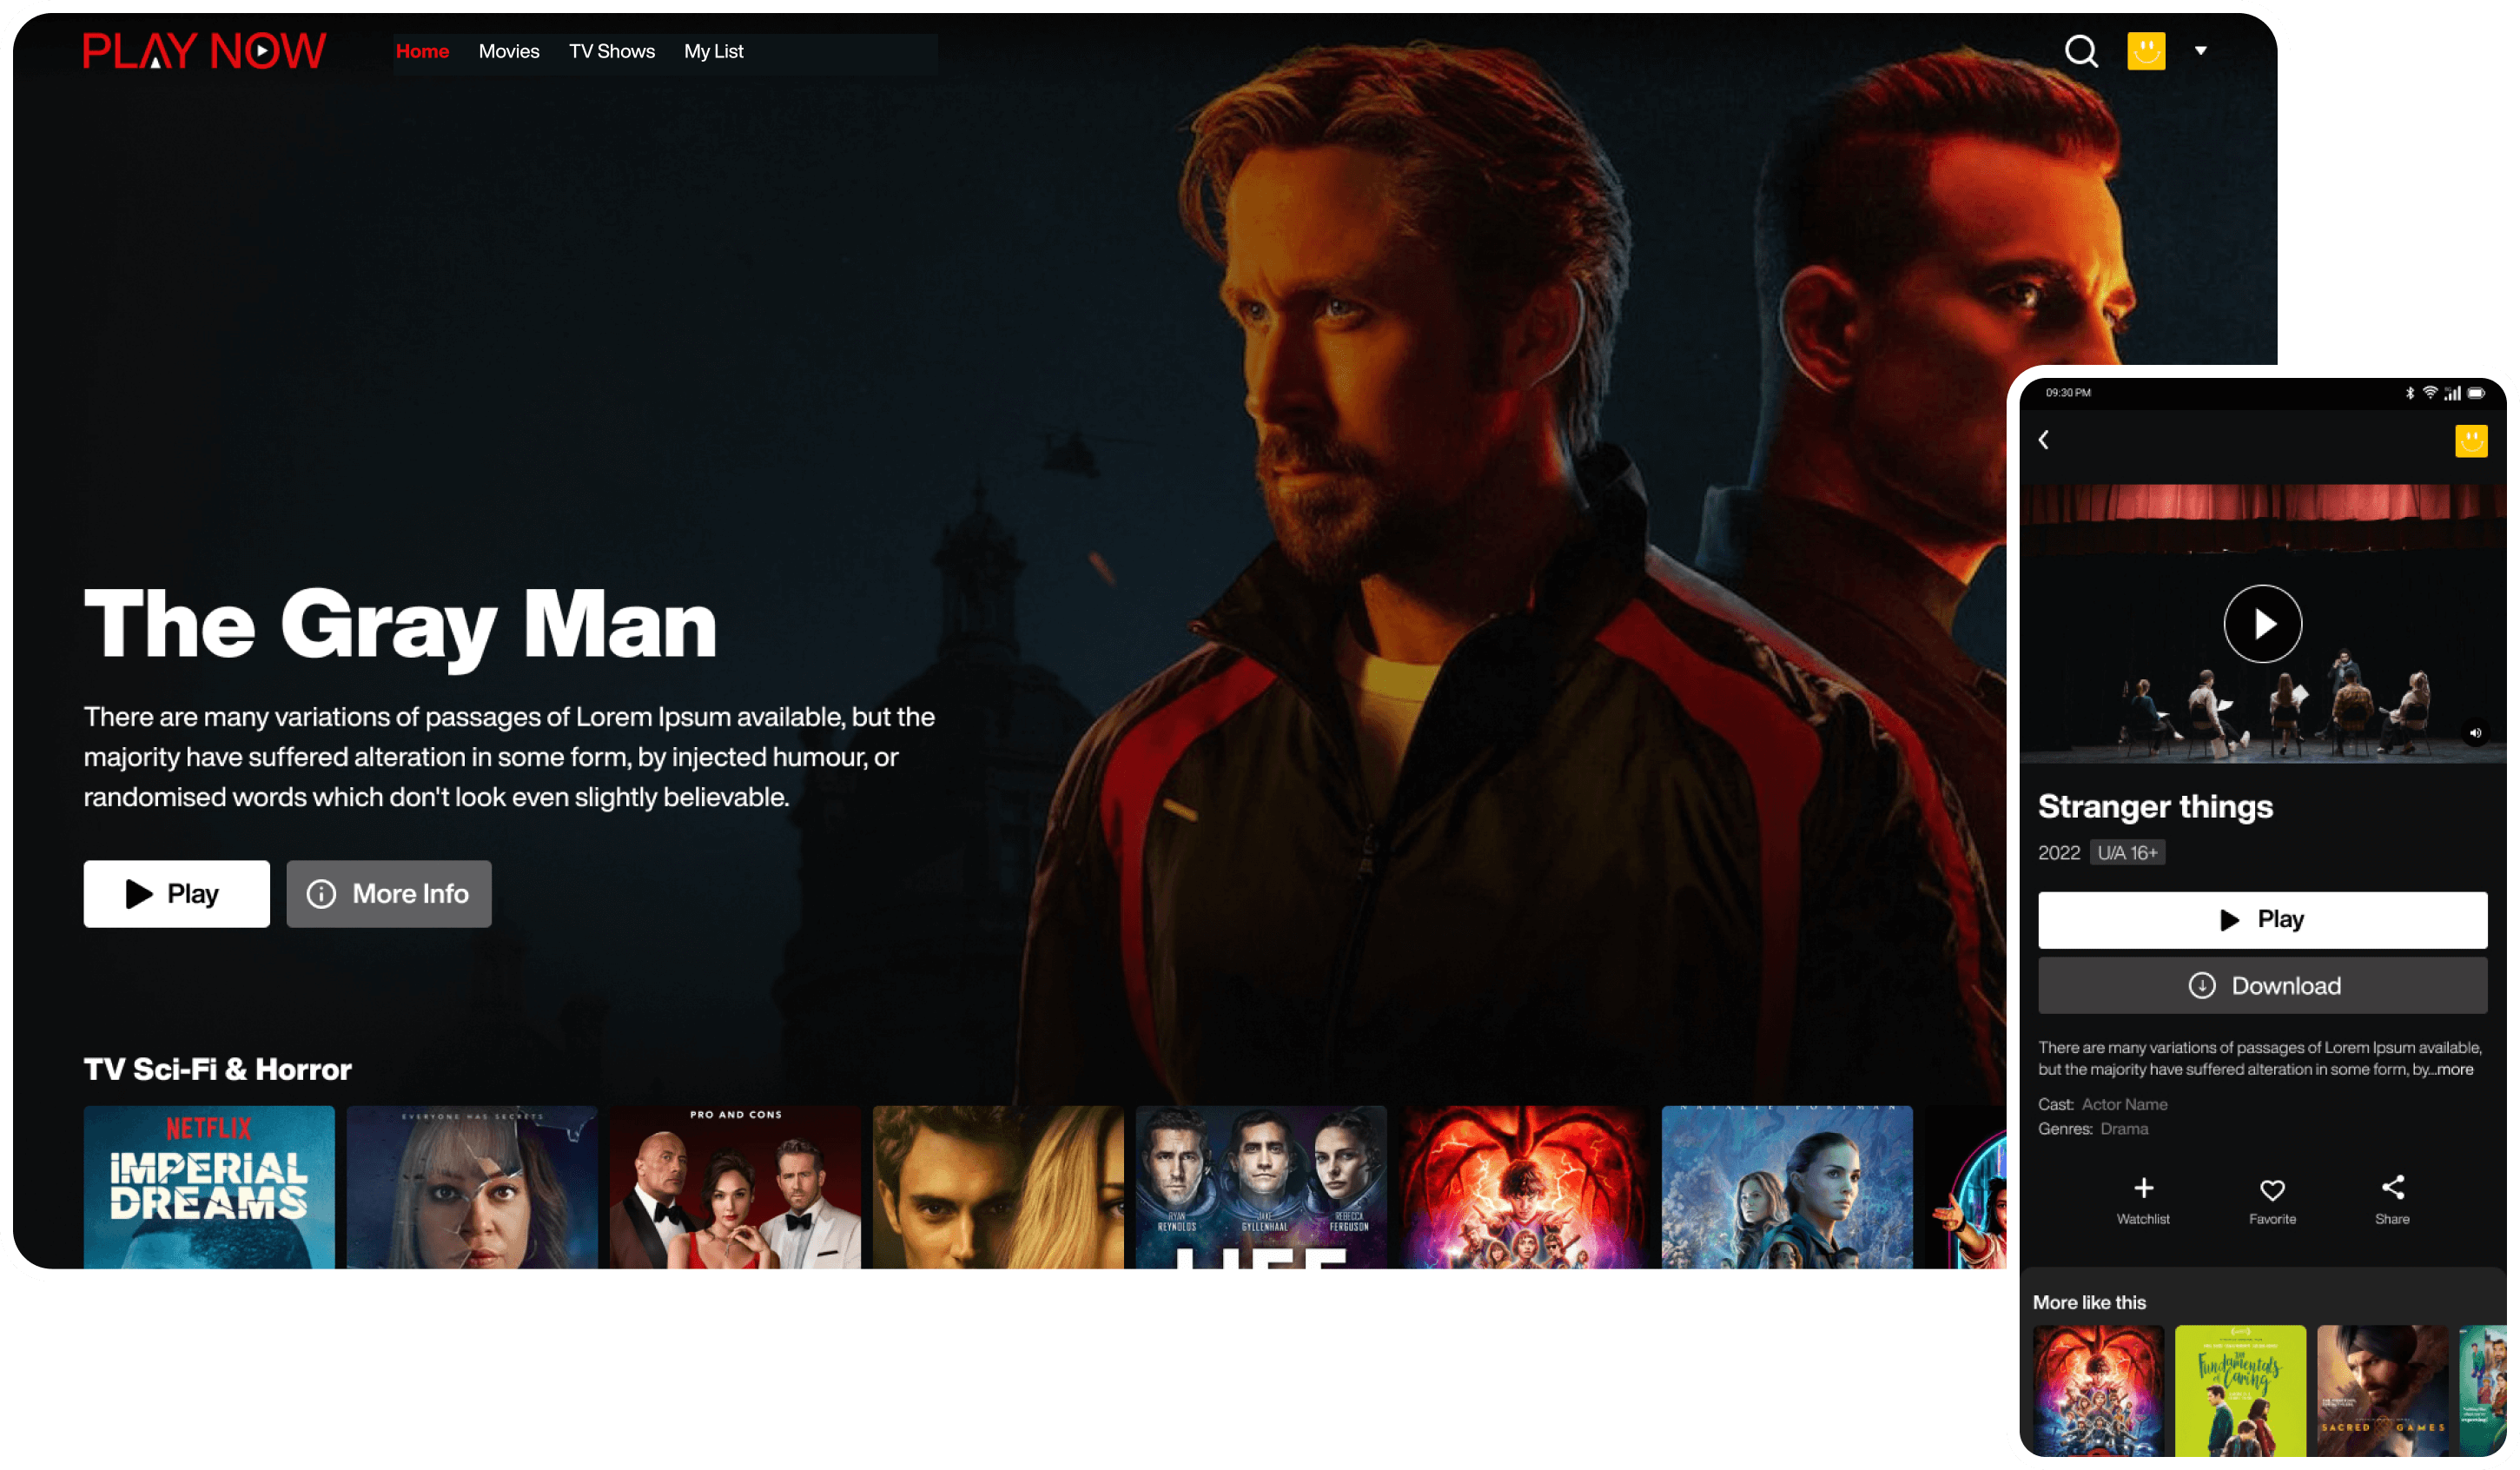 PLAY NOW
Home Movies TV Shows My List
The Gray Man
There are many variations of passages of Lorem Ipsum available, but the
majority have suffered alteration in some form, by injected humour, or
randomised words which don't look even slightly believable.
Play More Info
TV Sci-Fi & Horror
NETFLIX
IMPERIAL
DREAMS
EVERYONE HAS SECRETS
PRO AND CONS
RYAN
REYNOLDS
JAKE
GYLLENHAAL
REBECCA
FERGUSON
LIFE
NATALIE PORTMAN
09:30 PM
Stranger things
2022 U/A 16+
Play
Download
There are many variations of passages of Lorem Ipsum available,
but the majority have suffered alteration in some form, by...more
Cast: Actor Name
Genres: Drama
Watchlist Favorite Share
More like this
The
Fundamentals
of Caring
SACRED GAMES